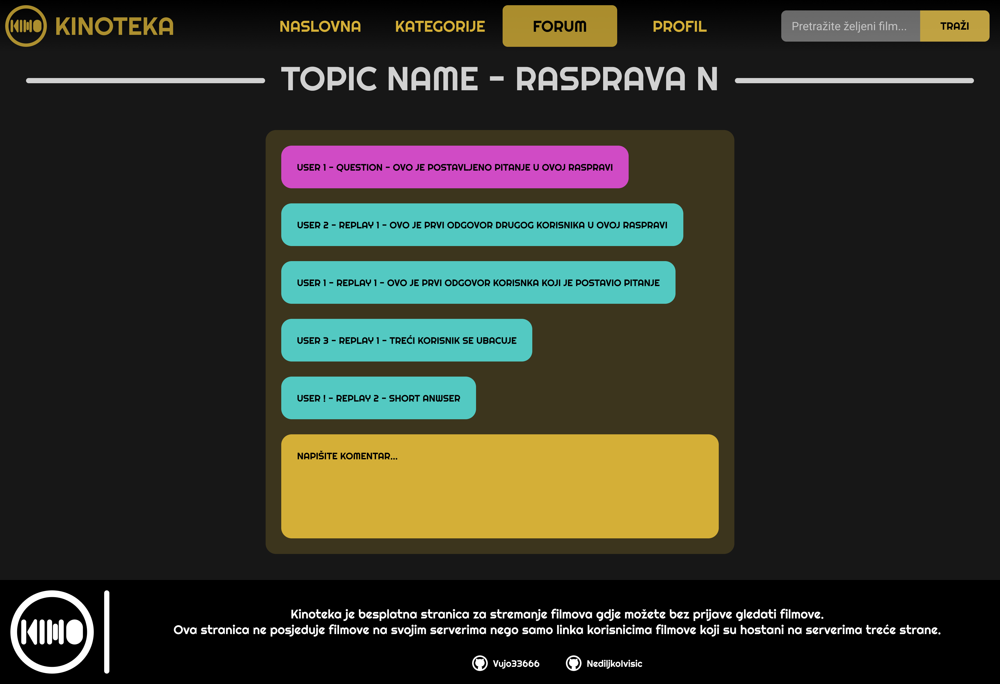 KINO KINOTEKA NASLOVNA KATEGORIJE FORUM PROFIL Pretražite željeni film... TRAŽI
TOPIC NAME - RASPRAVA N
USER 1 - QUESTION - OVO JE POSTAVLJENO PITANJE U OVOJ RASPRAVI
USER 2 - REPLAY 1 - OVO JE PRVI ODGOVOR DRUGOG KORISNIKA U OVOJ RASPRAVI
USER 1 - REPLAY 1 - OVO JE PRVI ODGOVOR KORISNKA KOJI JE POSTAVIO PITANJE
USER 3 - REPLAY 1 - TREĆI KORISNIK SE UBACUJE
USER ! - REPLAY 2 - SHORT ANWSER
NAPIŠITE KOMENTAR...
KINO
Kinoteka je besplatna stranica za stremanje filmova gdje možete bez prijave gledati filmove.
Ova stranica ne posjeduje filmove na svojim serverima nego samo linka korisnicima filmove koji su hostani na serverima treće strane.
Vujo33666 NediljkoIvisic